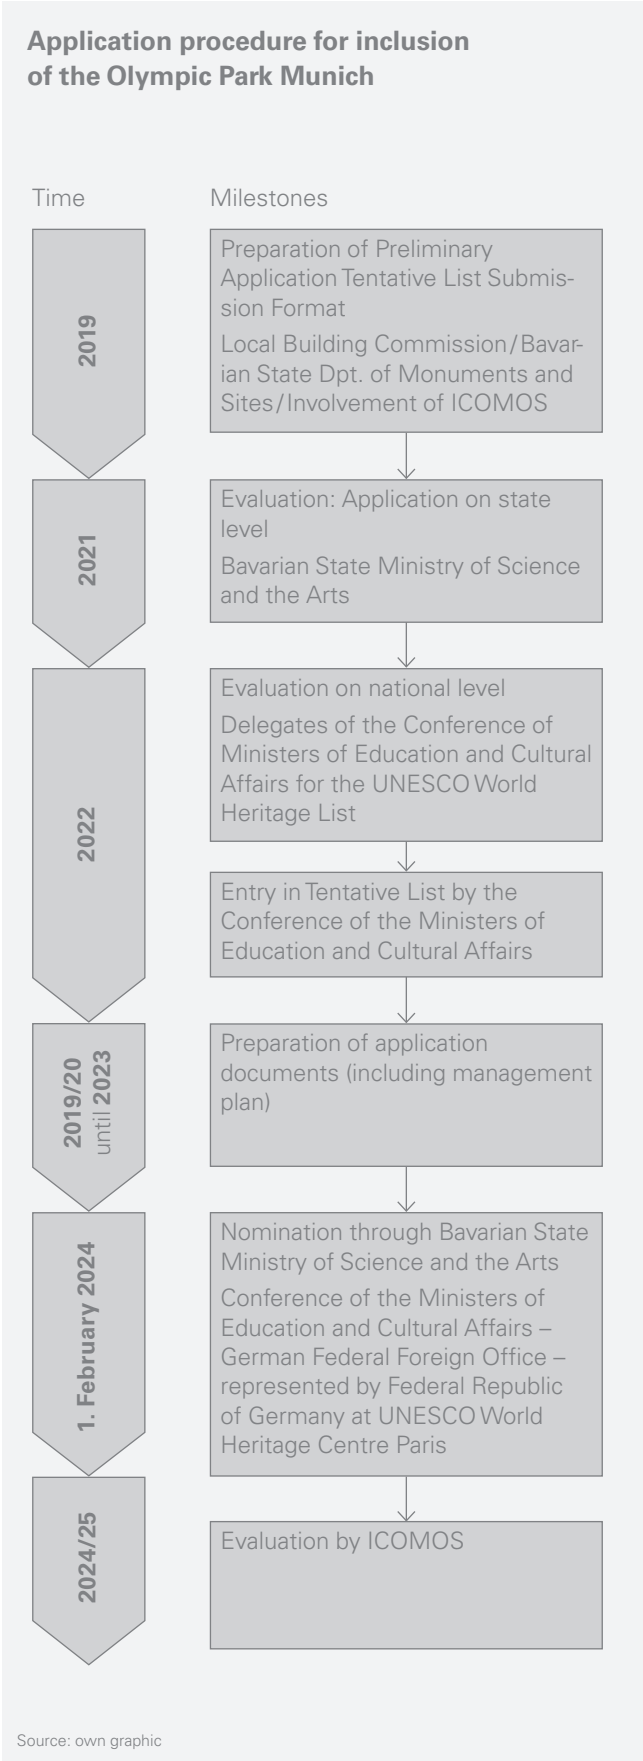 Application procedure for inclusion
of the Olympic Park Munich
Time
Milestones
2019
Preparation of Preliminary
Application Tentative List Submis-
sion Format
Local Building Commission/Bavar-
ian State Dpt. of Monuments and
Sites/Involvement of ICOMOS
2021
Evaluation: Application on state
level
Bavarian State Ministry of Science
and the Arts
2022
Evaluation on national level
Delegates of the Conference of
Ministers of Education and Cultural
Affairs for the UNESCO World
Heritage List
Entry in Tentative List by the
Conference of the Ministers of
Education and Cultural Affairs
2019/20
until 2023
Preparation of application
documents (including management
plan)
1. February 2024
Nomination through Bavarian State
Ministry of Science and the Arts
Conference of the Ministers of
Education and Cultural Affairs –
German Federal Foreign Office –
represented by Federal Republic
of Germany at UNESCO World
Heritage Centre Paris
2024/25
Evaluation by ICOMOS
Source: own graphic